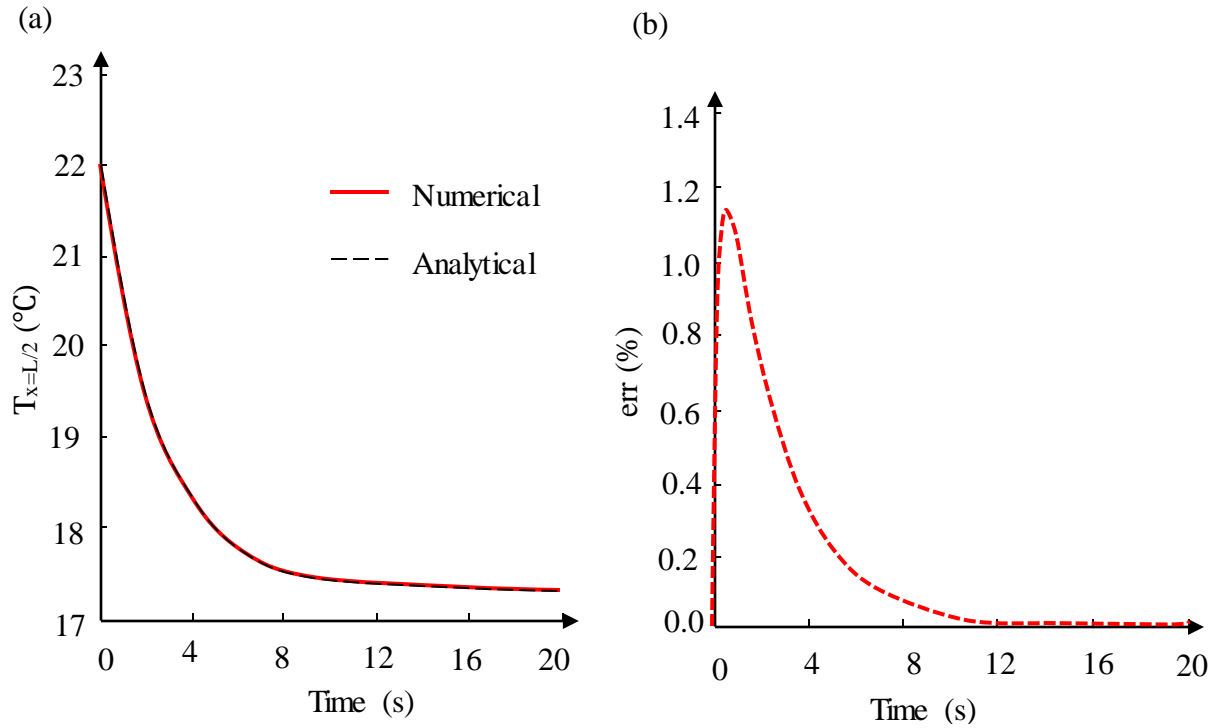 (a)
23
22
21
20
19
18
17
0 4 8 12 16 20
T x=L/2 (℃)
Time (s)
Numerical
Analytical
(b)
1.4
1.2
1.0
0.8
0.6
0.4
0.2
0.0
0 4 8 12 16 20
err (%)
Time (s)